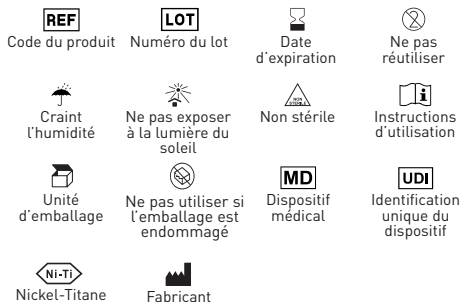 REF
Code du produit
LOT
Numéro du lot
Date
d'expiration
2
Ne pas
réutiliser
Craint
l'humidité
Ne pas exposer
à la lumière du
soleil
NON
STERILE
Non stérile
i
Instructions
d'utilisation
Unité
d'emballage
Ne pas utiliser si
l'emballage est
endommagé
MD
Dispositif
médical
UDI
Identification
unique du
dispositif
Ni-Ti
Nickel-Titane
Fabricant